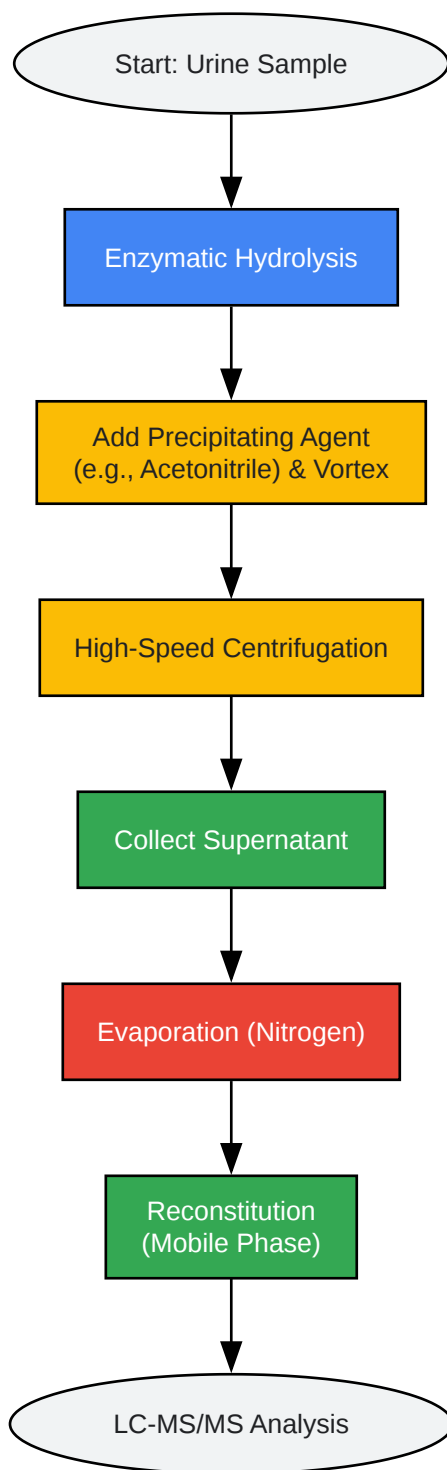 Start: Urine Sample
Enzymatic Hydrolysis
Add Precipitating Agent
(e.g., Acetonitrile) & Vortex
High-Speed Centrifugation
Collect Supernatant
Evaporation (Nitrogen)
Reconstitution
(Mobile Phase)
LC-MS/MS Analysis